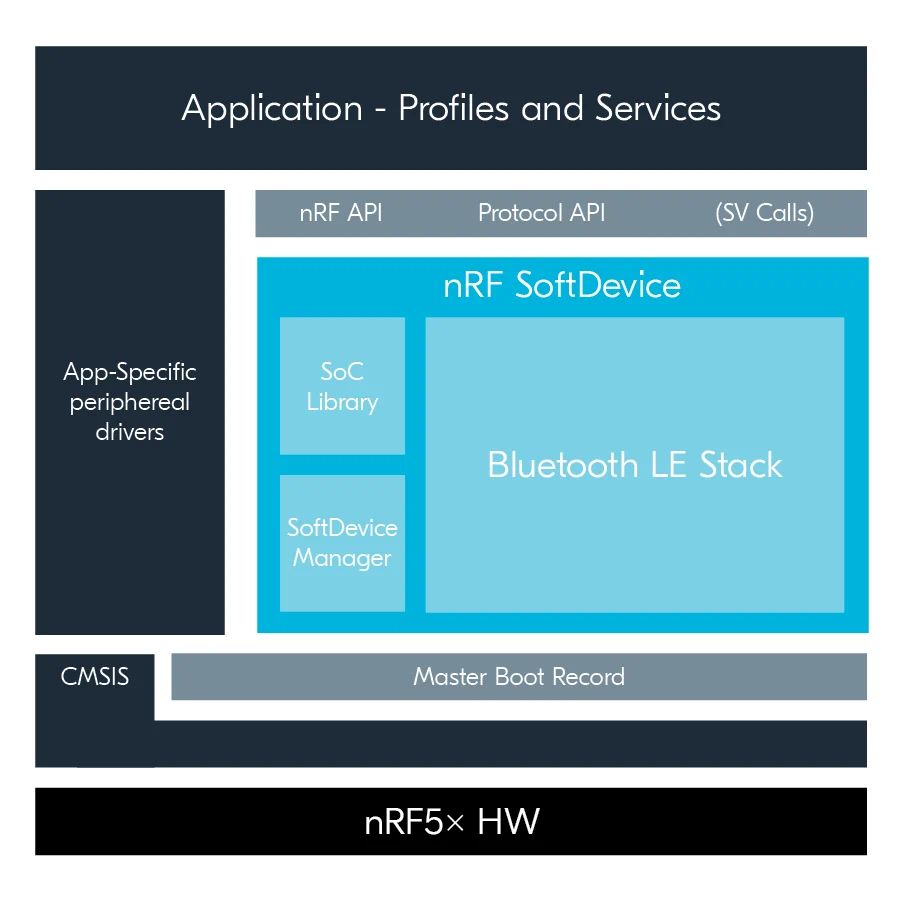 Application - Profiles and Services
nRF API Protocol API (SV Calls)
nRF SoftDevice
App-Specific
periphereal
drivers
SoC
Library
Bluetooth LE Stack
SoftDevice
Manager
CMSIS
Master Boot Record
nRF5× HW